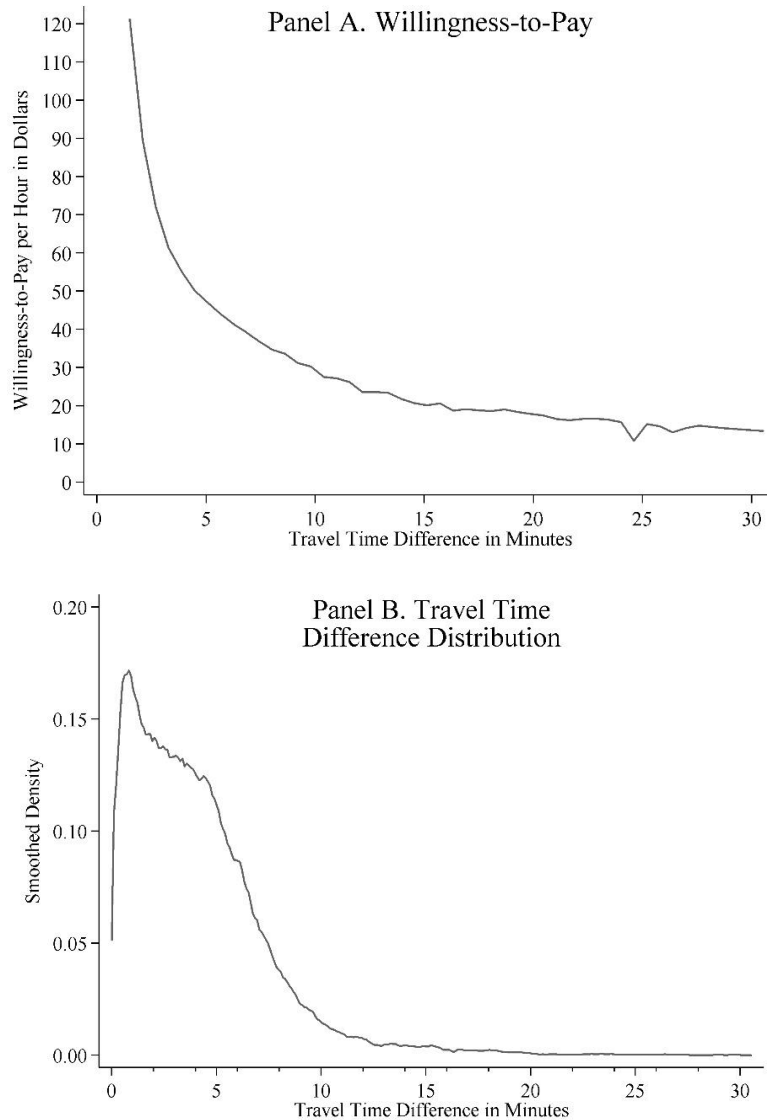 Panel A. Willingness-to-Pay
120
110
100
90
80
70
60
50
40
30
20
10
0
Willingness-to-Pay per Hour in Dollars
0 5 10 15 20 25 30
Travel Time Difference in Minutes
Panel B. Travel Time
Difference Distribution
0.20
0.15
0.10
0.05
0.00
Smoothed Density
0 5 10 15 20 25 30
Travel Time Difference in Minutes